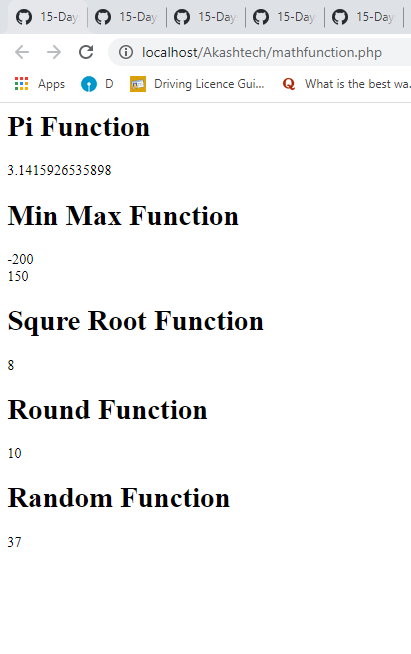 15-Day 15-Day 15-Day 15-Day 15-Day
localhost/Akashtech/mathfunction.php
Apps D Driving Licence Gui... What is the best wa.
Pi Function
3.1415926535898
Min Max Function
-200
150
Squre Root Function
8
Round Function
10
Random Function
37